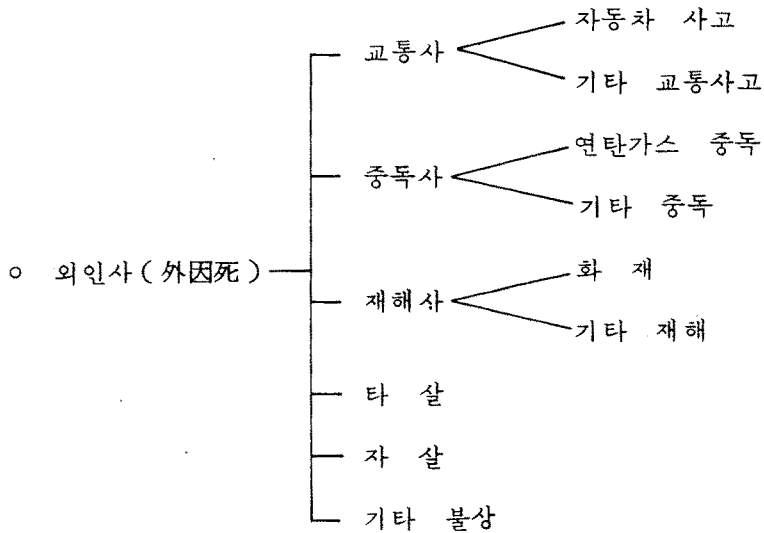 자동차 사고
교통사
기타 교통사고
연탄가스 중독
중독사
기타 중독
○ 외인사 ( 外因死 )
화 재
재해사
기타 재해
타 살
자 살
기타 불상